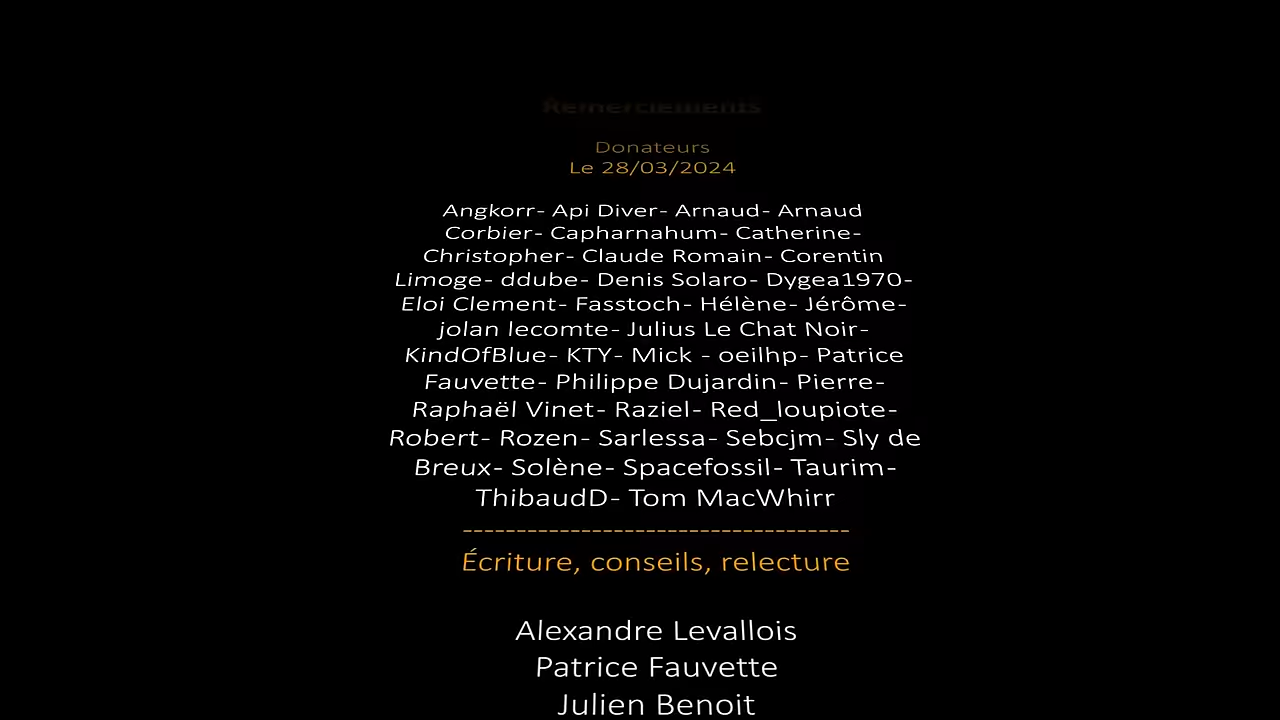 Remerciements
Donateurs
Le 28/03/2024
Angkorr- Api Diver- Arnaud- Arnaud
Corbier- Capharnahum- Catherine-
Christopher- Claude Romain- Corentin
Limoge- ddube- Denis Solaro- Dygea1970-
Eloi Clement- Fasstoch- Hélène- Jérôme-
jolan lecomte- Julius Le Chat Noir-
KindOfBlue- KTY- Mick - oeilhp- Patrice
Fauvette- Philippe Dujardin- Pierre-
Raphaël Vinet- Raziel- Red_loupiote-
Robert- Rozen- Sarlessa- Sebcjm- Sly de
Breux- Solène- Spacefossil- Taurim-
ThibaudD- Tom MacWhirr
------------------------------------
Écriture, conseils, relecture
Alexandre Levallois
Patrice Fauvette
Julien Benoit